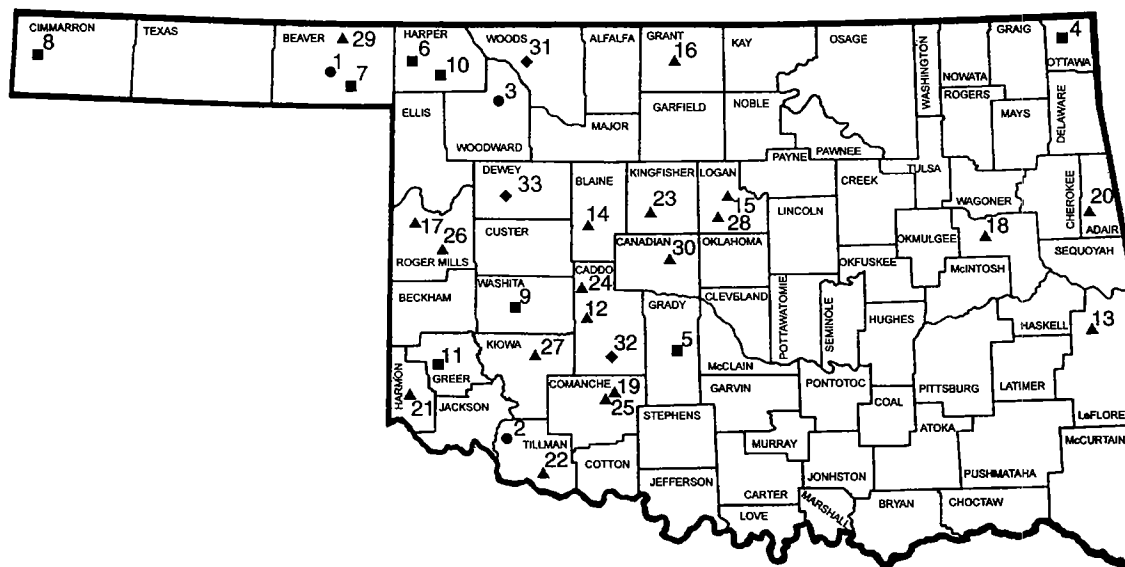 CIMMARRON
8
TEXAS
BEAVER
29
1
7
HARPER
6
10
WOODS
31
ALFALFA
GRANT
16
KAY
OSAGE
WASHINGTON
NOWATA
GRAIG
4
OTTAWA
ELLIS
3
WOODWARD
MAJOR
GARFIELD
NOBLE
PAWNEE
ROGERS
MAYS
DELAWARE
DEWEY
33
BLAINE
14
KINGFISHER
23
LOGAN
15
28
PAYNE
CREEK
TULSA
WAGONER
CHEROKEE
20
ADAIR
17
26
ROGER MILLS
CUSTER
CANADIAN
30
OKLAHOMA
LINCOLN
OKMULGEE
18
SEQUOYAH
BECKHAM
WASHITA
9
CADDO
24
12
32
GRADY
5
CLEVELAND
POTTAWATOMIE
SEMINOLE
OKFUSKEE
McINTOSH
HUGHES
HASKELL
13
HARMON
21
11
GREER
KIOWA
27
McCLAIN
PITTSBURG
LATIMER
JACKSON
COMANCHE
19
25
GARVIN
PONTOTOC
COAL
LeFLORE
STEPHENS
ATOKA
McCURTAIN
2
TILLMAN
22
COTTON
JEFFERSON
MURRAY
JONHSTON
PUSHMATAHA
CARTER
MARSHALL
BRYAN
CHOCTAW
LOVE